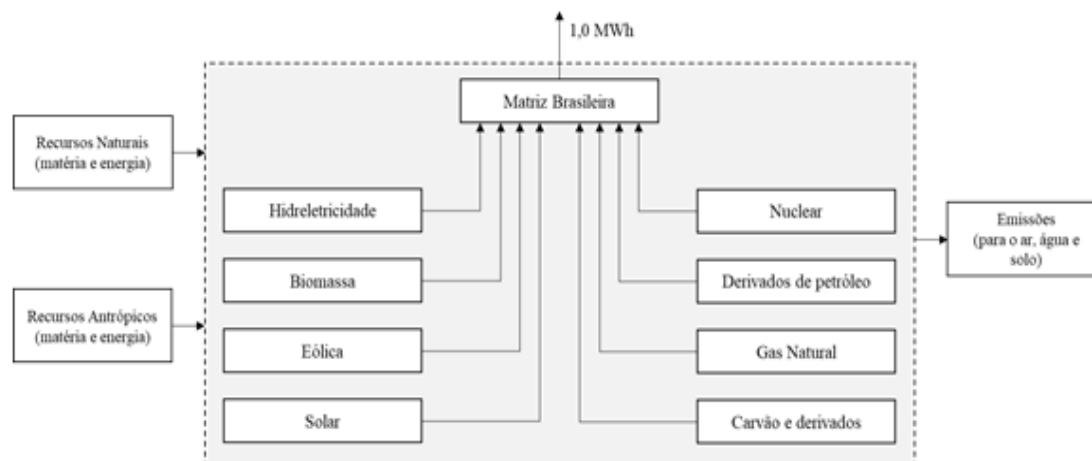 1,0 MWh
Matriz Brasileira
Recursos Naturais
(matéria e energia)
Recursos Antrópicos
(matéria e energia)
Hidreletricidade
Biomassa
Eólica
Solar
Nuclear
Derivados de petróleo
Gas Natural
Carvão e derivados
Emissões
(para o ar, água e
solo)